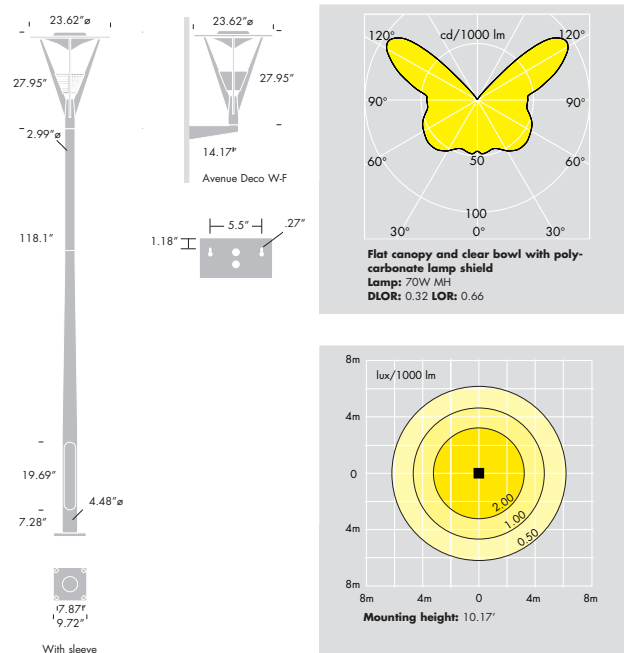 23.62"ø
27.95"
2.99"ø
118.1"
19.69"
4.48"ø
7.28"
7.87"
9.72"
With sleeve
23.62"ø
27.95"
14.17"
Avenue Deco W-F
5.5"
.27"
1.18"
120°
cd/1000 lm
120°
90°
90°
60°
50
60°
100
30°
0°
30°
Flat canopy and clear bowl with poly-
carbonate lamp shield
Lamp: 70W MH
DLOR: 0.32 LOR: 0.66
8m
lux/1000 lm
4m
0
2.00
1.00
0.50
4m
8m
8m
4m
0
4m
8m
Mounting height: 10.17'